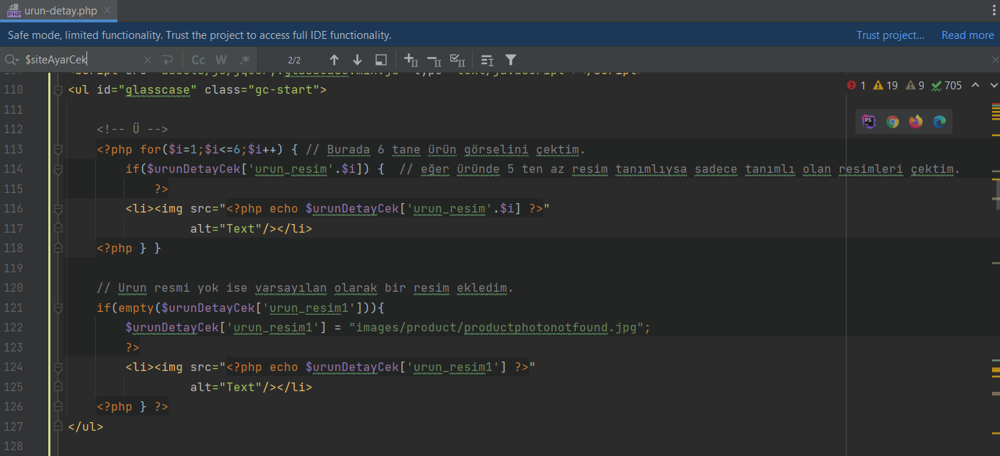 urun-detay.php
Safe mode, limited functionality. Trust the project to access full IDE functionality. Trust project... Read more
$siteAyarCek Cc W .* 2/2
110 <ul id="glasscase" class="gc-start"> 1 19 9 705
111
112 <!-- Ü -->
113 <?php for($i=1;$i<=6;$i++) { // Burada 6 tane ürün görselini çektim.
114 if($urunDetayCek['urun_resim'.$i]) { // eğer üründe 5 ten az resim tanımlıysa sadece tanımlı olan resimleri çektim.
115 ?>
116 <li><img src="<?php echo $urunDetayCek['urun_resim'.$i] ?>"
117 alt="Text"/></li>
118 <?php } }
119
120 // Urun resmi yok ise varsayılan olarak bir resim ekledim.
121 if(empty($urunDetayCek['urun_resim1'])){
122 $urunDetayCek['urun_resim1'] = "images/product/productphotonotfound.jpg";
123 ?>
124 <li><img src="<?php echo $urunDetayCek['urun_resim1'] ?>"
125 alt="Text"/></li>
126 <?php } ?>
127 </ul>
128